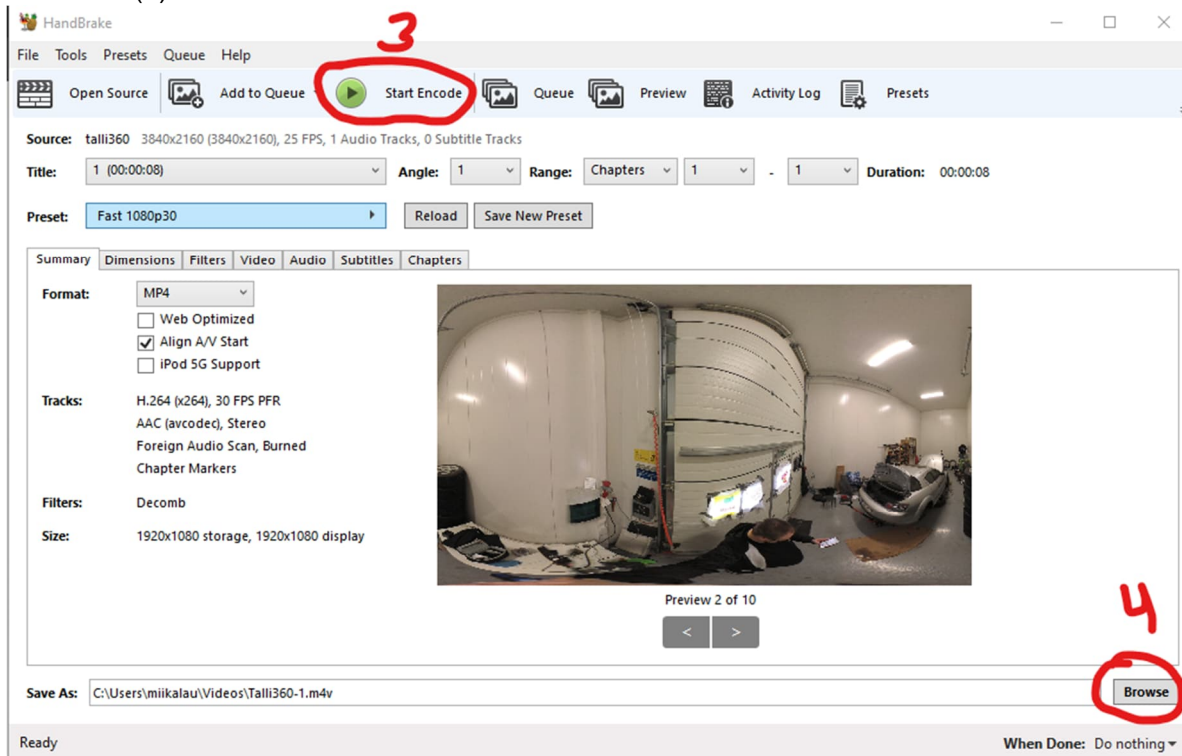 HandBrake
3
File Tools Presets Queue Help
Open Source Add to Queue Start Encode Queue Preview Activity Log Presets
Source: talli360 3840x2160 (3840x2160), 25 FPS, 1 Audio Tracks, 0 Subtitle Tracks
Title: 1 (00:00:08) Angle: 1 Range: Chapters 1 - 1 Duration: 00:00:08
Preset: Fast 1080p30 Reload Save New Preset
Summary Dimensions Filters Video Audio Subtitles Chapters
Format: MP4
Web Optimized
Align A/V Start
iPod 5G Support
Tracks: H.264 (x264), 30 FPS PFR
AAC (avcodec), Stereo
Foreign Audio Scan, Burned
Chapter Markers
Filters: Decomb
Size: 1920x1080 storage, 1920x1080 display
Preview 2 of 10
< >
4
Save As: C:\Users\miikalau\Videos\Talli360-1.m4v Browse
Ready When Done: Do nothing